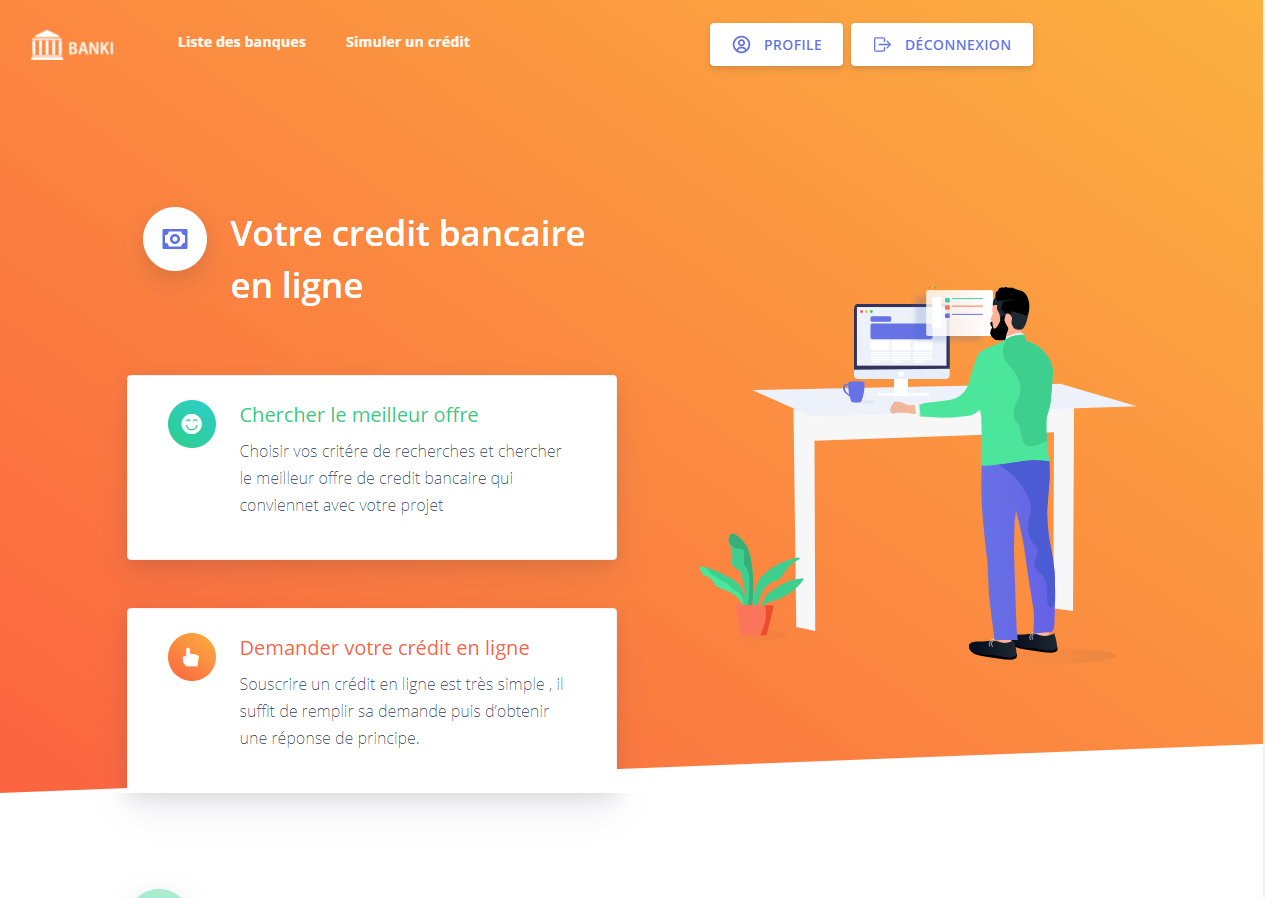 BANKI
Liste des banques
Simuler un crédit
PROFILE
DÉCONNEXION
Votre credit bancaire
en ligne
Chercher le meilleur offre
Choisir vos critére de recherches et chercher
le meilleur offre de credit bancaire qui
conviennet avec votre projet
Demander votre crédit en ligne
Souscrire un crédit en ligne est très simple , il
suffit de remplir sa demande puis d’obtenir
une réponse de principe.